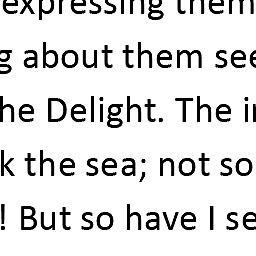 expressing them
g about them see
he Delight. The i
k the sea; not so
! But so have I se